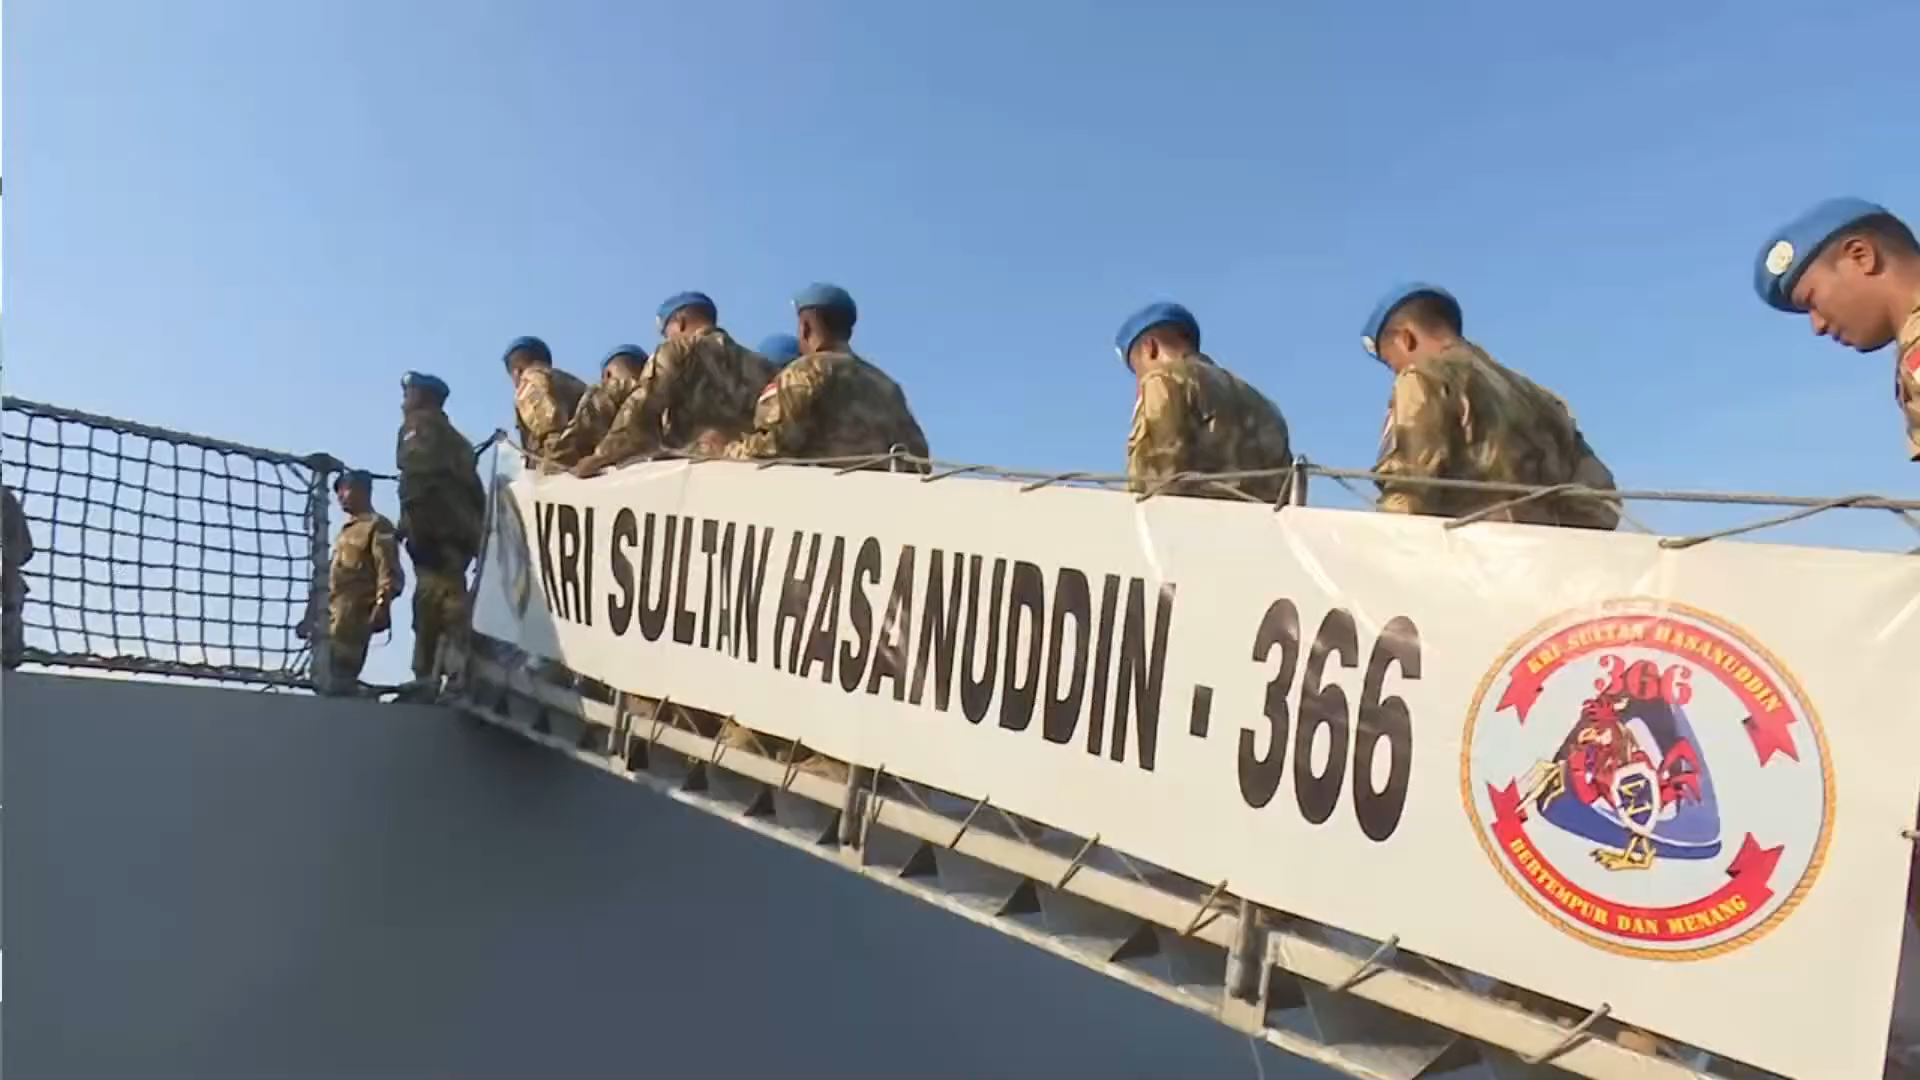 KRI SULTAN HASANUDDIN - 366
KRI SULTAN HASANUDDIN
366
BERTEMPUR DAN MENANG